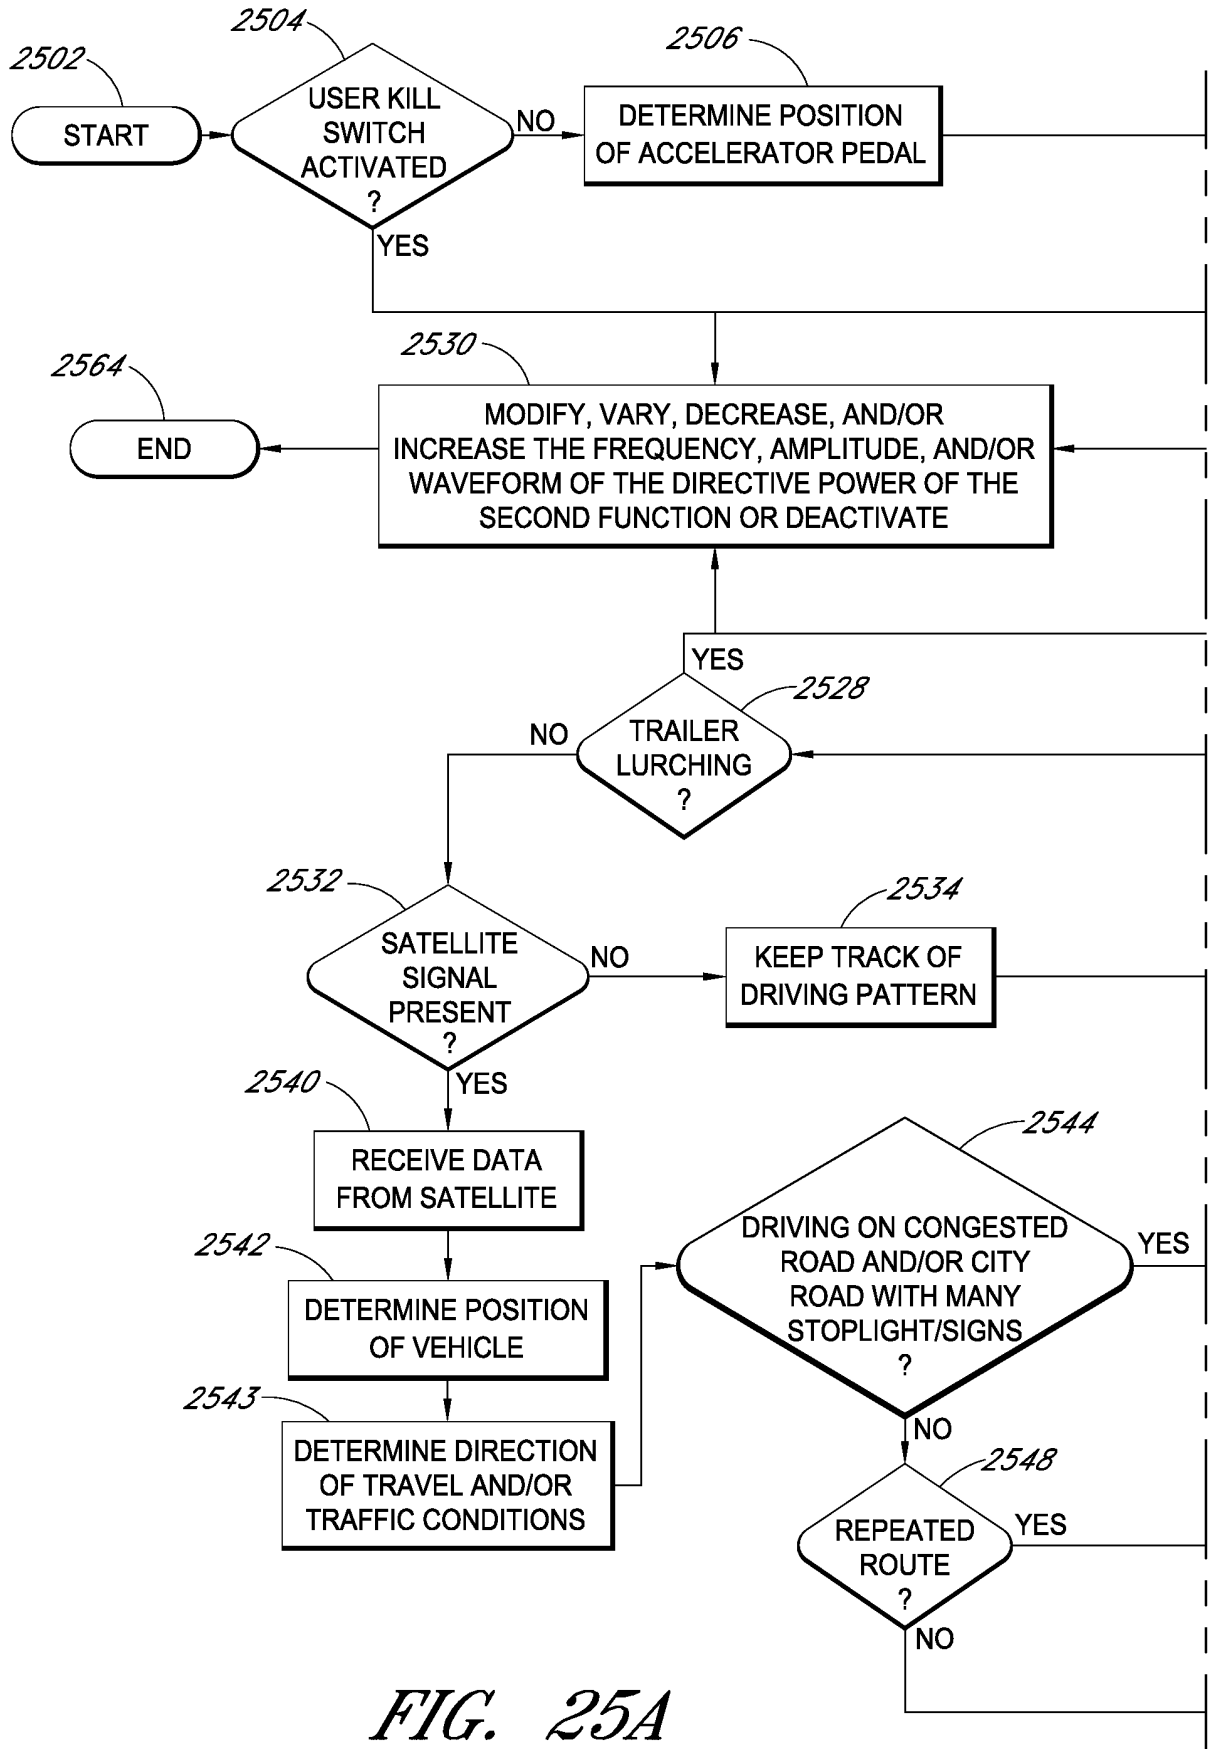 2504
2506
2502
START
USER KILL
SWITCH
ACTIVATED
?
NO
DETERMINE POSITION
OF ACCELERATOR PEDAL
YES
2530
2564
END
MODIFY, VARY, DECREASE, AND/OR
INCREASE THE FREQUENCY, AMPLITUDE, AND/OR
WAVEFORM OF THE DIRECTIVE POWER OF THE
SECOND FUNCTION OR DEACTIVATE
YES
2528
NO
TRAILER
LURCHING
?
2532
2534
SATELLITE
SIGNAL
PRESENT
?
NO
KEEP TRACK OF
DRIVING PATTERN
YES
2540
RECEIVE DATA
FROM SATELLITE
2544
2542
DETERMINE POSITION
OF VEHICLE
DRIVING ON CONGESTED
ROAD AND/OR CITY
ROAD WITH MANY
STOPLIGHT/SIGNS
?
YES
2543
DETERMINE DIRECTION
OF TRAVEL AND/OR
TRAFFIC CONDITIONS
NO
2548
REPEATED
ROUTE
?
YES
NO
FIG. 25A